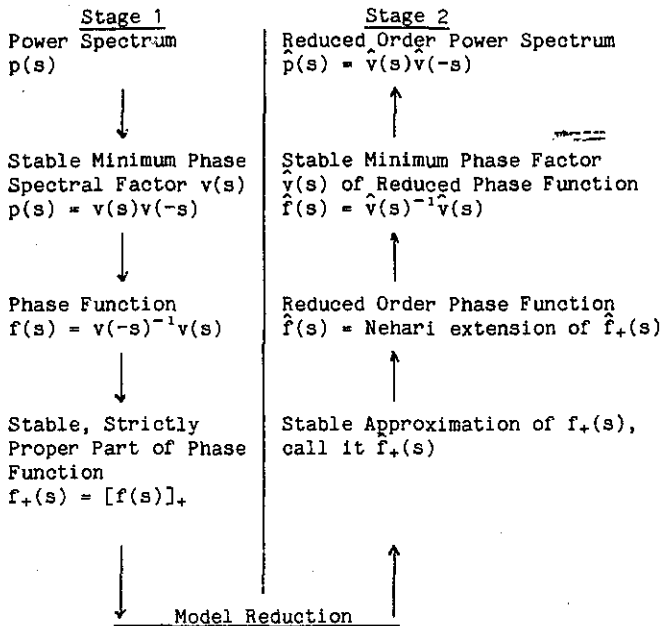 Stage 1
Power Spectrum
p(s)
Stable Minimum Phase
Spectral Factor v(s)
p(s) = v(s)v(-s)
Phase Function
f(s) = v(-s)⁻¹v(s)
Stable, Strictly
Proper Part of Phase
Function
f₊(s) = [f(s)]₊
Stage 2
Reduced Order Power Spectrum
p̂(s) = v̂(s)v̂(-s)
Stable Minimum Phase Factor
v̂(s) of Reduced Phase Function
f̂(s) = v̂(s)⁻¹v̂(s)
Reduced Order Phase Function
f̂(s) = Nehari extension of f̂₊(s)
Stable Approximation of f₊(s),
call it f̂₊(s)
Model Reduction